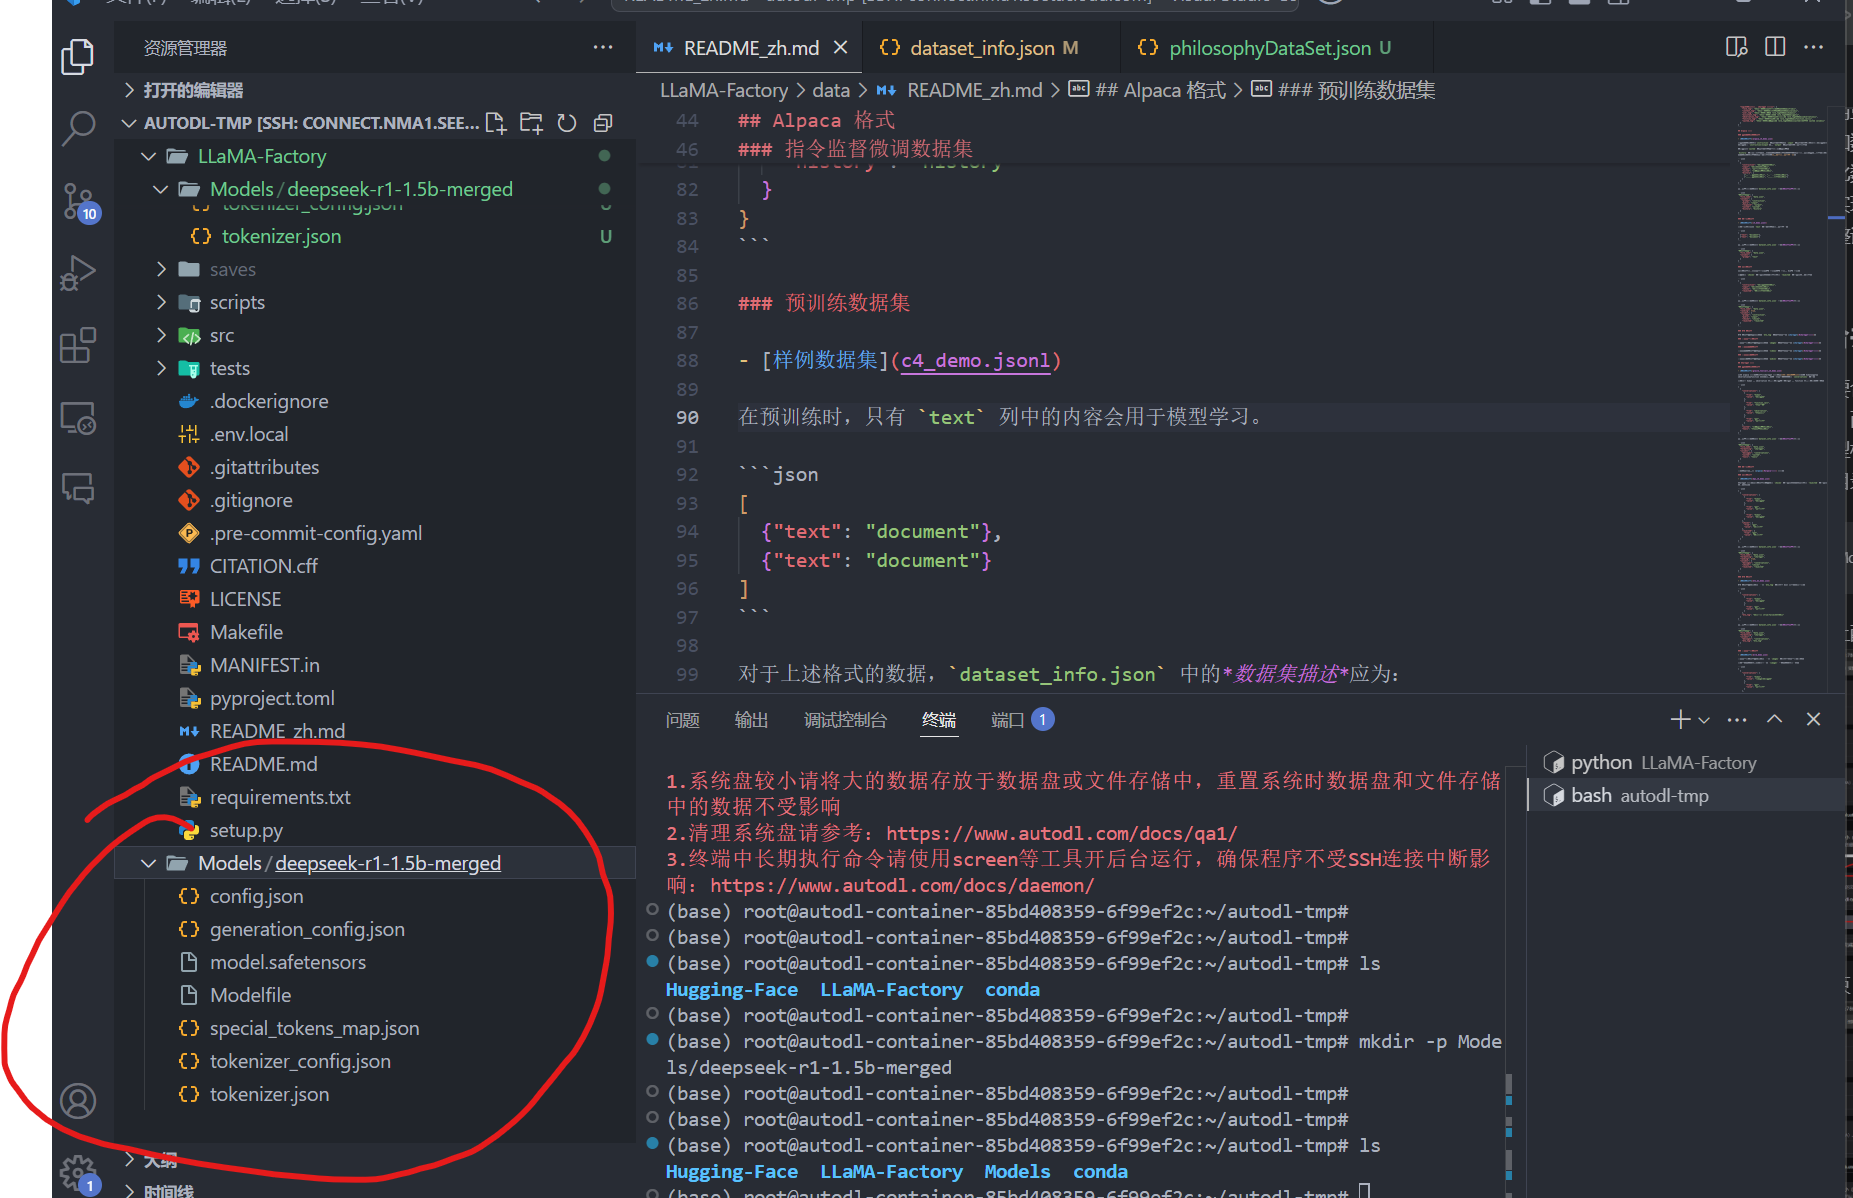 资源管理器
README_zh.md
dataset_info.json M
philosophyDataSet.json U
打开的编辑器
LLaMA-Factory > data > README_zh.md > ## Alpaca 格式 > ### 预训练数据集
AUTODL-TMP [SSH: CONNECT.NMA1.SEE...
LLaMA-Factory
Models / deepseek-r1-1.5b-merged
tokenizer_config.json U
tokenizer.json U
saves
scripts
src
tests
.dockerignore
.env.local
.gitattributes
.gitignore
.pre-commit-config.yaml
CITATION.cff
LICENSE
Makefile
MANIFEST.in
pyproject.toml
README_zh.md
README.md
requirements.txt
setup.py
Models / deepseek-r1-1.5b-merged
config.json
generation_config.json
model.safetensors
Modelfile
special_tokens_map.json
tokenizer_config.json
tokenizer.json
大纲
时间线
10
1
44 ## Alpaca 格式
46 ### 指令监督微调数据集
81 "history": "history"
82 }
83 }
84 ```
85
86 ### 预训练数据集
87
88 - [样例数据集](c4_demo.jsonl)
89
90 在预训练时，只有 `text` 列中的内容会用于模型学习。
91
92 ```json
93 [
94 {"text": "document"},
95 {"text": "document"}
96 ]
97 ```
98
99 对于上述格式的数据，`dataset_info.json` 中的*数据集描述*应为：
问题 输出 调试控制台 终端 端口 1
1.系统盘较小请将大的数据存放于数据盘或文件存储中，重置系统时数据盘和文件存储
中的数据不受影响
2.清理系统盘请参考：https://www.autodl.com/docs/qa1/
3.终端中长期执行命令请使用screen等工具开后台运行，确保程序不受SSH连接中断影
响：https://www.autodl.com/docs/daemon/
(base) root@autodl-container-85bd408359-6f99ef2c:~/autodl-tmp#
(base) root@autodl-container-85bd408359-6f99ef2c:~/autodl-tmp#
(base) root@autodl-container-85bd408359-6f99ef2c:~/autodl-tmp# ls
Hugging-Face LLaMA-Factory conda
(base) root@autodl-container-85bd408359-6f99ef2c:~/autodl-tmp#
(base) root@autodl-container-85bd408359-6f99ef2c:~/autodl-tmp# mkdir -p Mode
ls/deepseek-r1-1.5b-merged
(base) root@autodl-container-85bd408359-6f99ef2c:~/autodl-tmp#
(base) root@autodl-container-85bd408359-6f99ef2c:~/autodl-tmp#
(base) root@autodl-container-85bd408359-6f99ef2c:~/autodl-tmp# ls
Hugging-Face LLaMA-Factory Models conda
(base) root@autodl-container-85bd408359-6f99ef2c:~/autodl-tmp#
python LLaMA-Factory
bash autodl-tmp